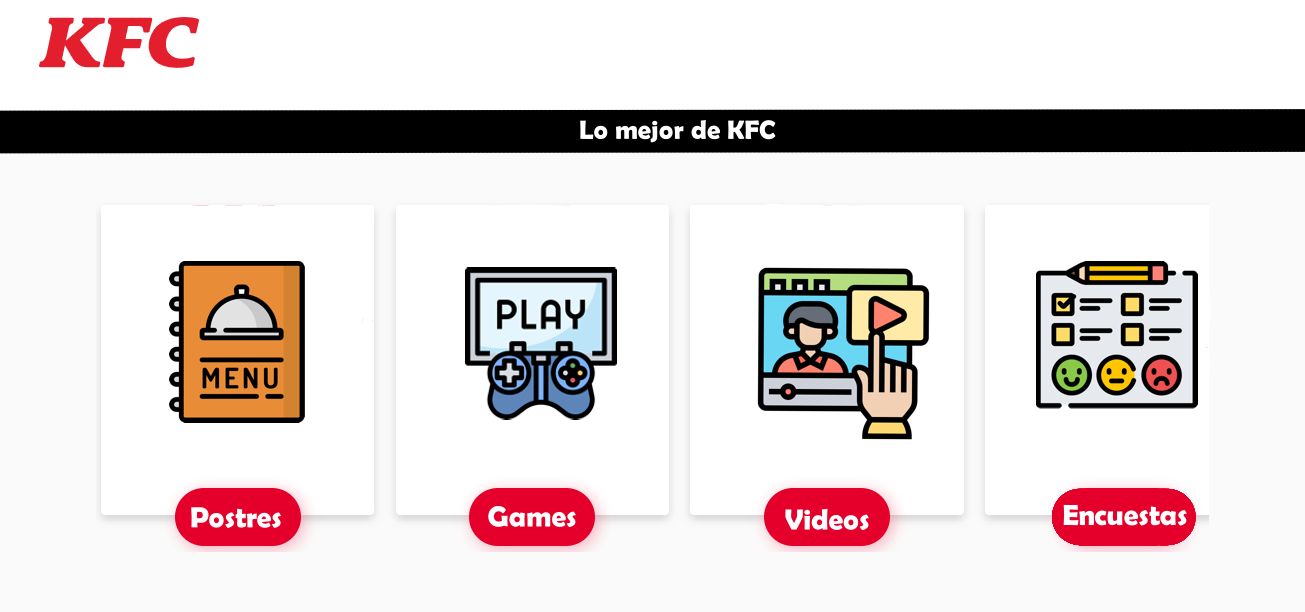 KFC
Lo mejor de KFC
MENU
PLAY
Postres
Games
Videos
Encuestas